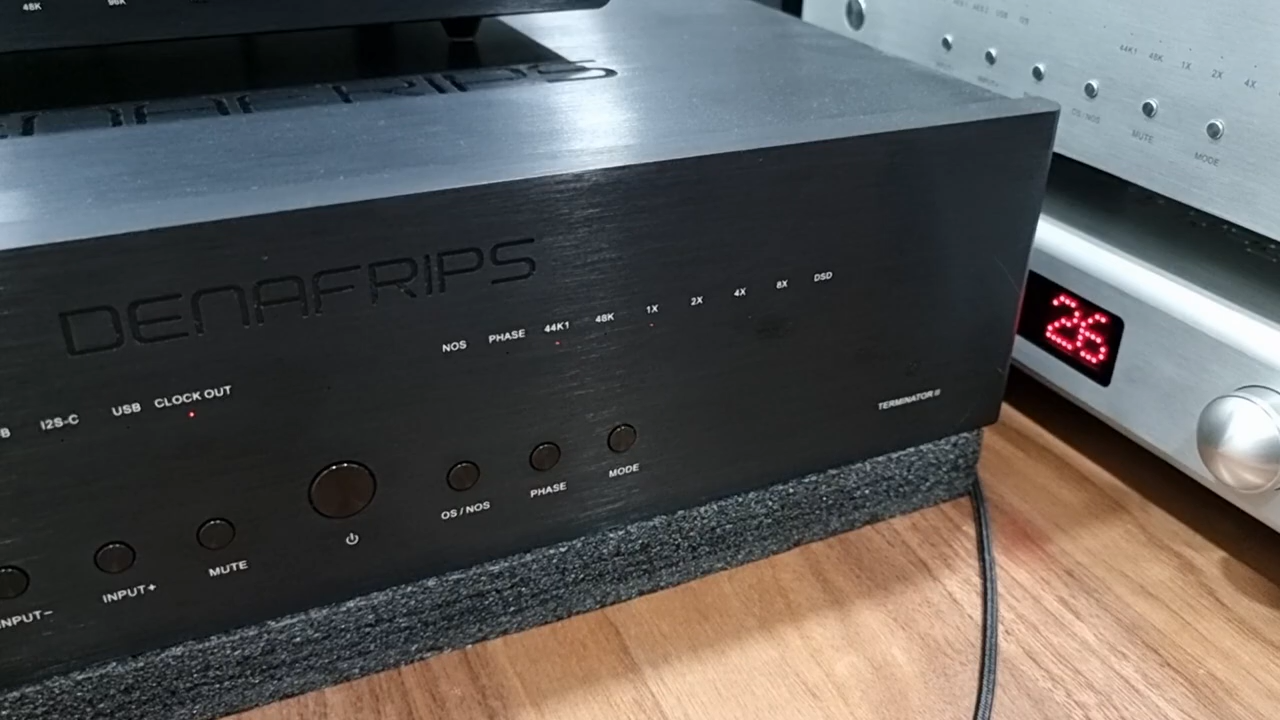 48K 96K
DENAFRIPS
44K1 48K 1X 2X 4X
OS / NOS MUTE MODE
DENAFRIPS
NOS PHASE 44K1 48K 1X 2X 4X 8X DSD
I2S-C USB CLOCK OUT
26
TERMINATOR II
OS / NOS PHASE MODE
INPUT− INPUT+ MUTE